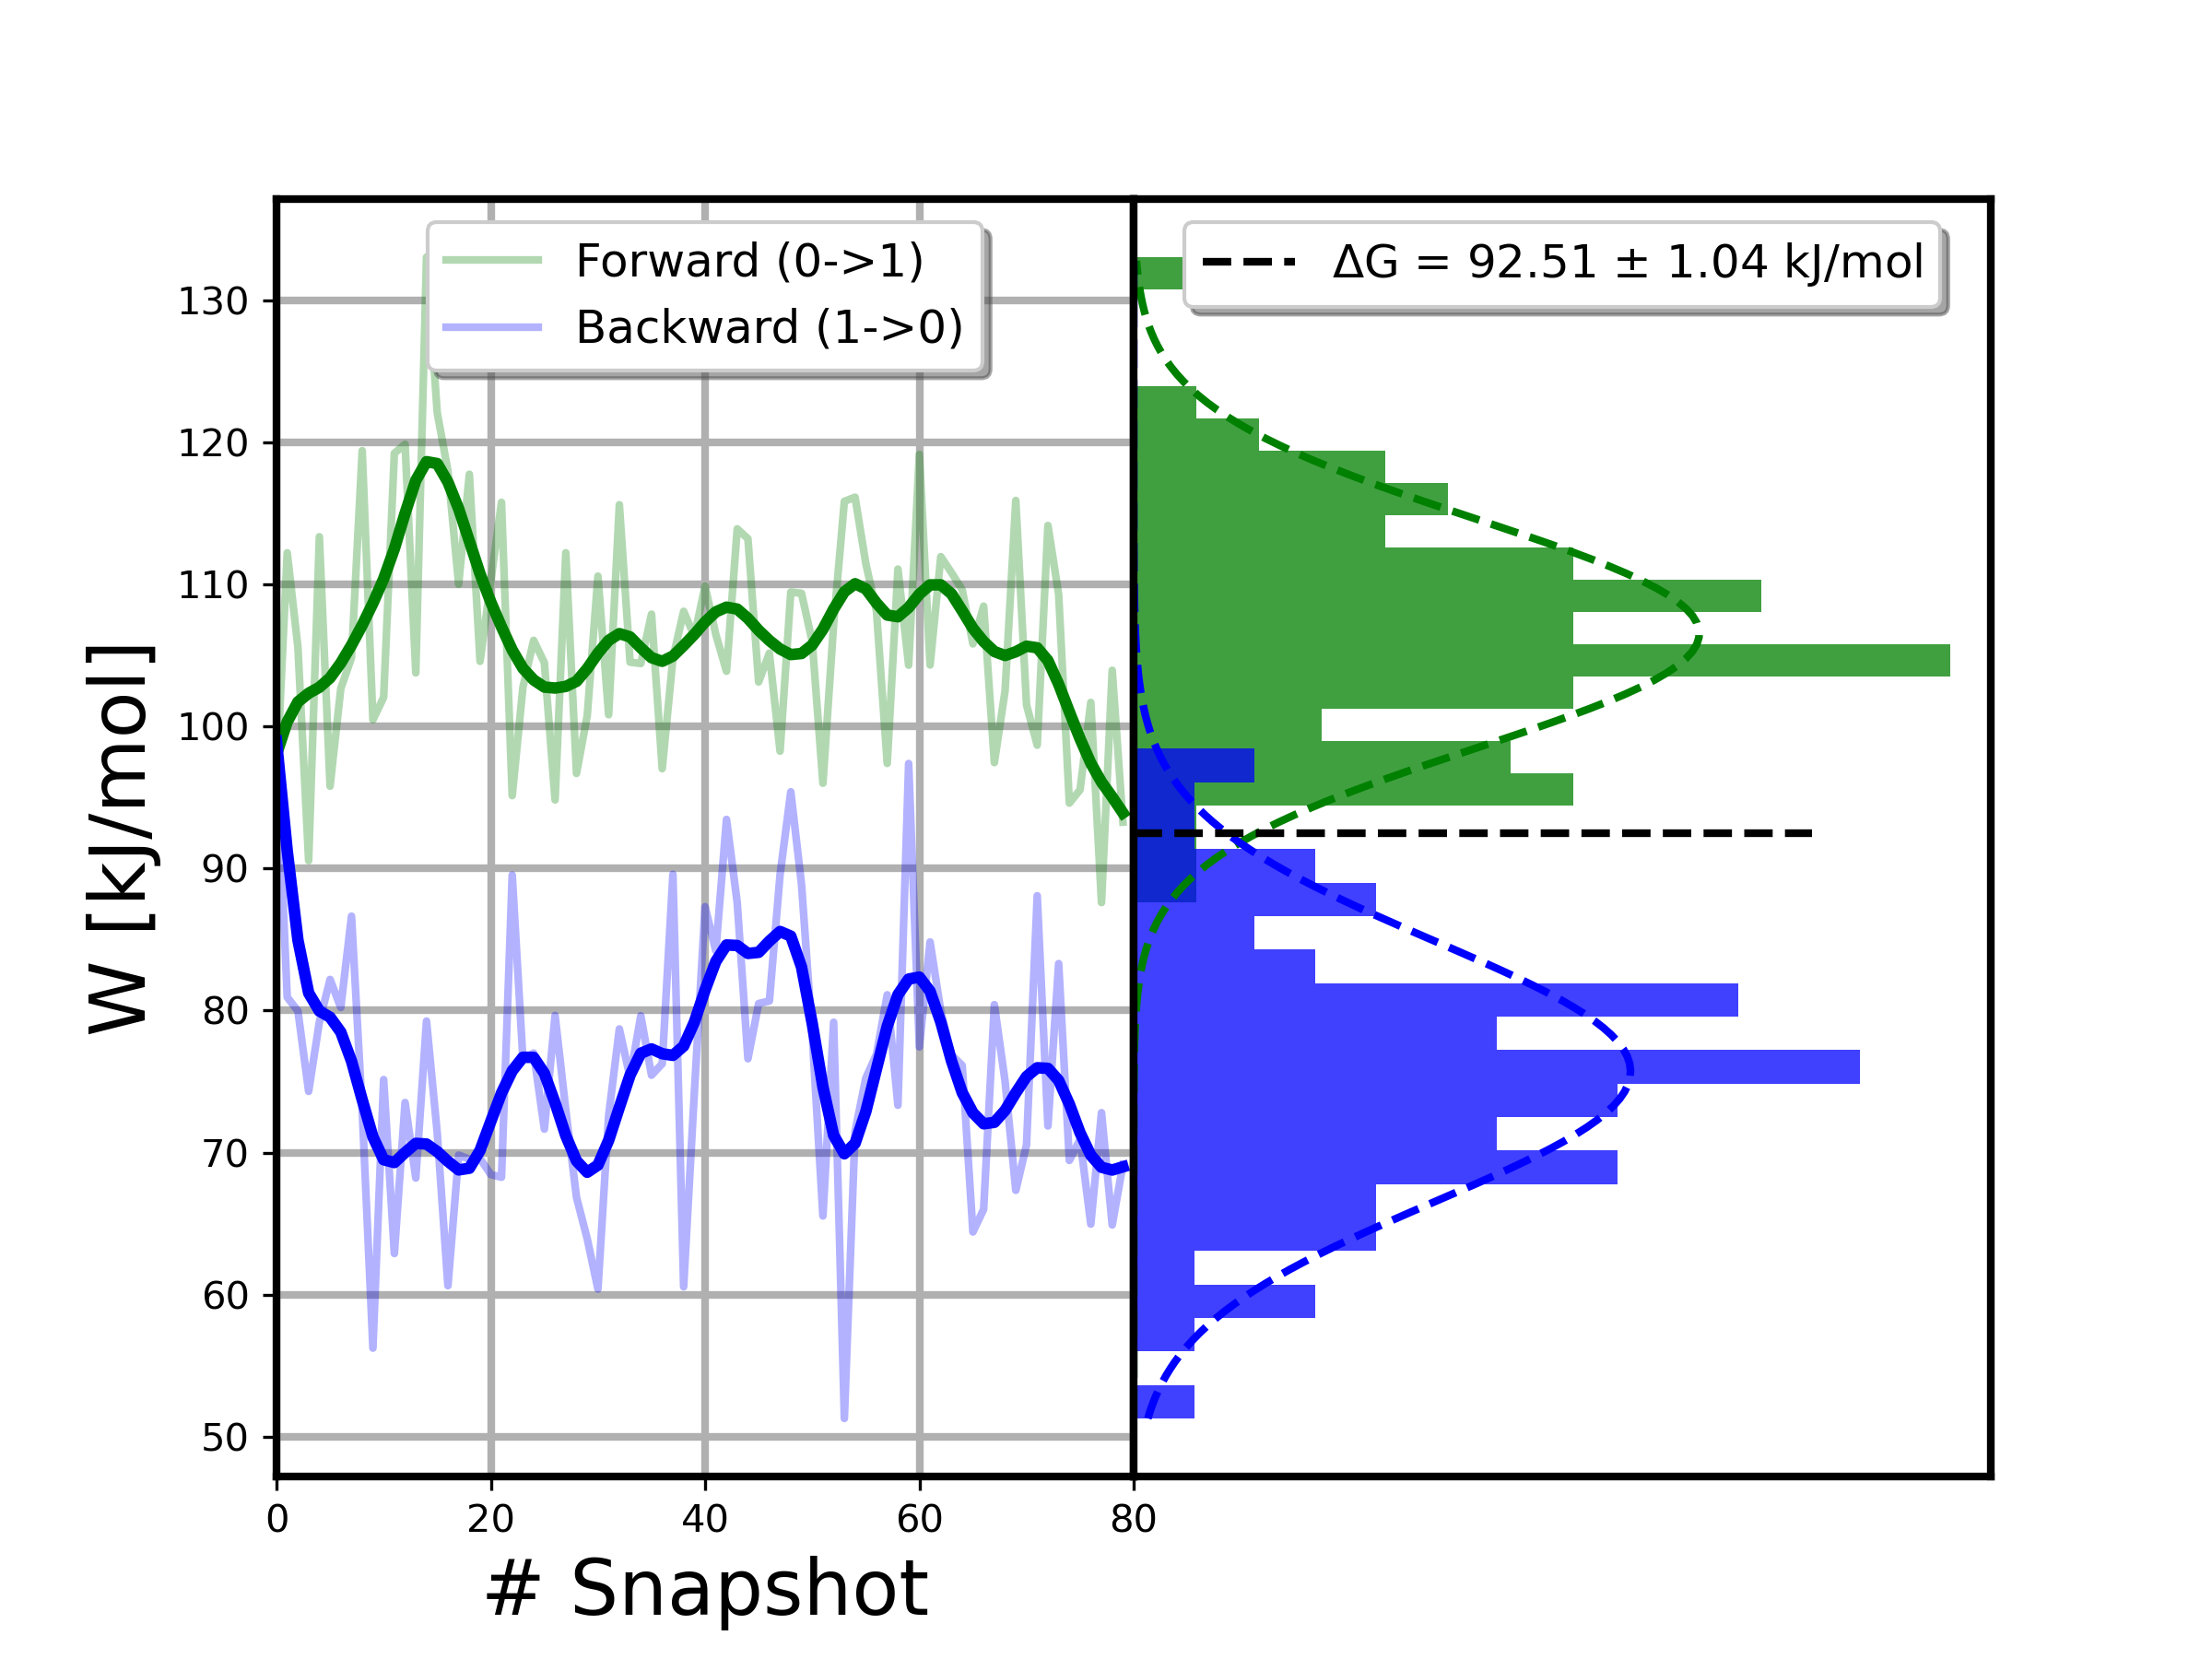 Forward (0->1)
Backward (1->0)
ΔG = 92.51 ± 1.04 kJ/mol
W [kJ/mol]
130
120
110
100
90
80
70
60
50
0 20 40 60 80
# Snapshot